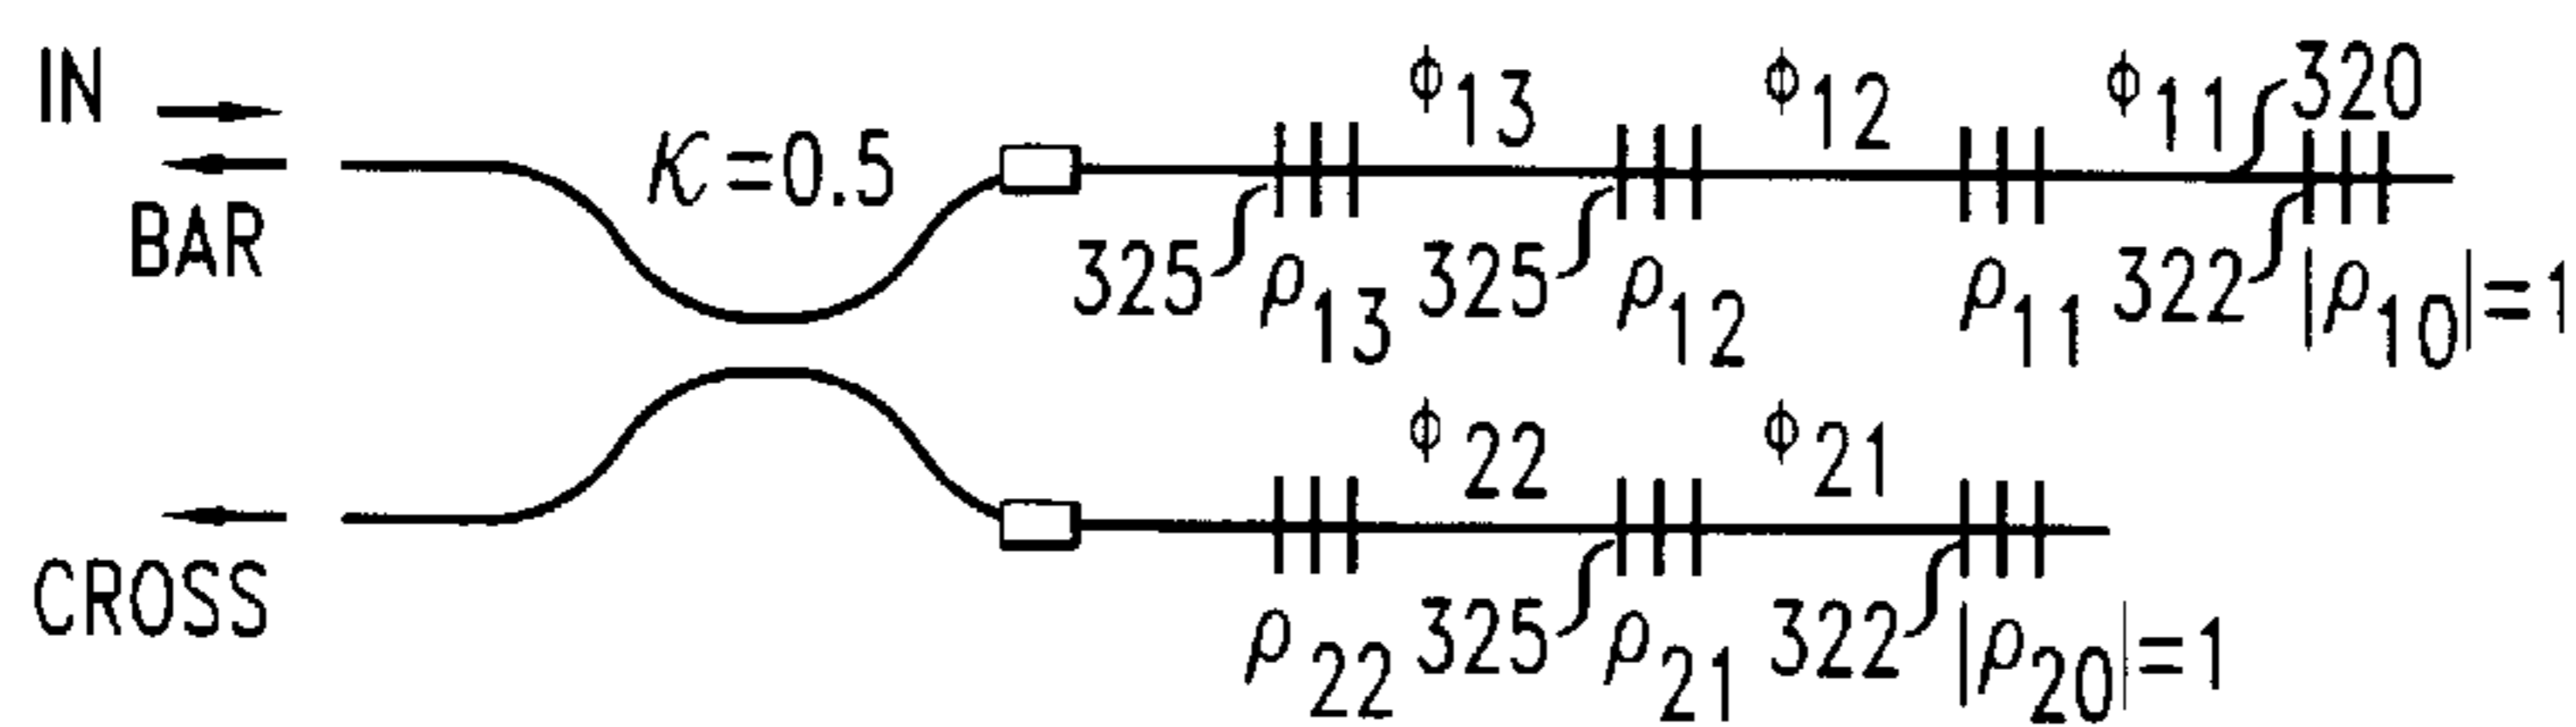 IN
BAR
CROSS
κ=0.5
ϕ13 ϕ12 ϕ11 320
325 ρ13 325 ρ12 ρ11 322 |ρ10|=1
ϕ22 ϕ21
ρ22 325 ρ21 322 |ρ20|=1